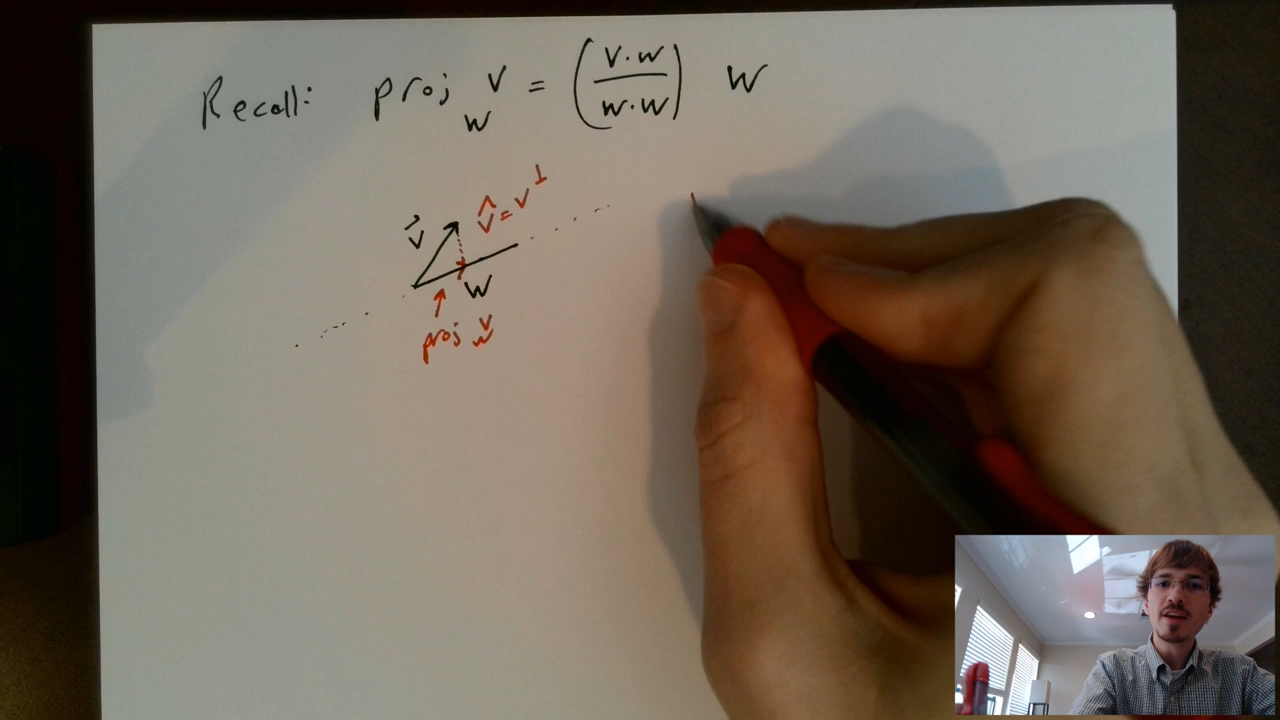 Recall: proj_w v = (v·w / w·w) w
v̂ = v^⊥
v⃗
w
proj_w v